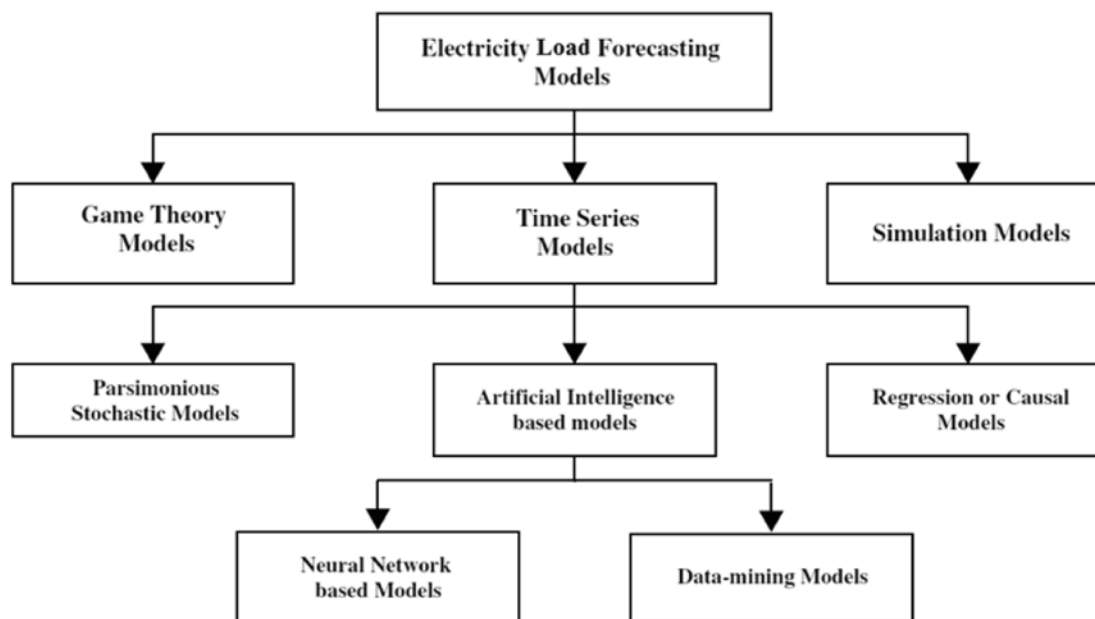 Electricity Load Forecasting
Models
Game Theory
Models
Time Series
Models
Simulation Models
Parsimonious
Stochastic Models
Artificial Intelligence
based models
Regression or Causal
Models
Neural Network
based Models
Data-mining Models